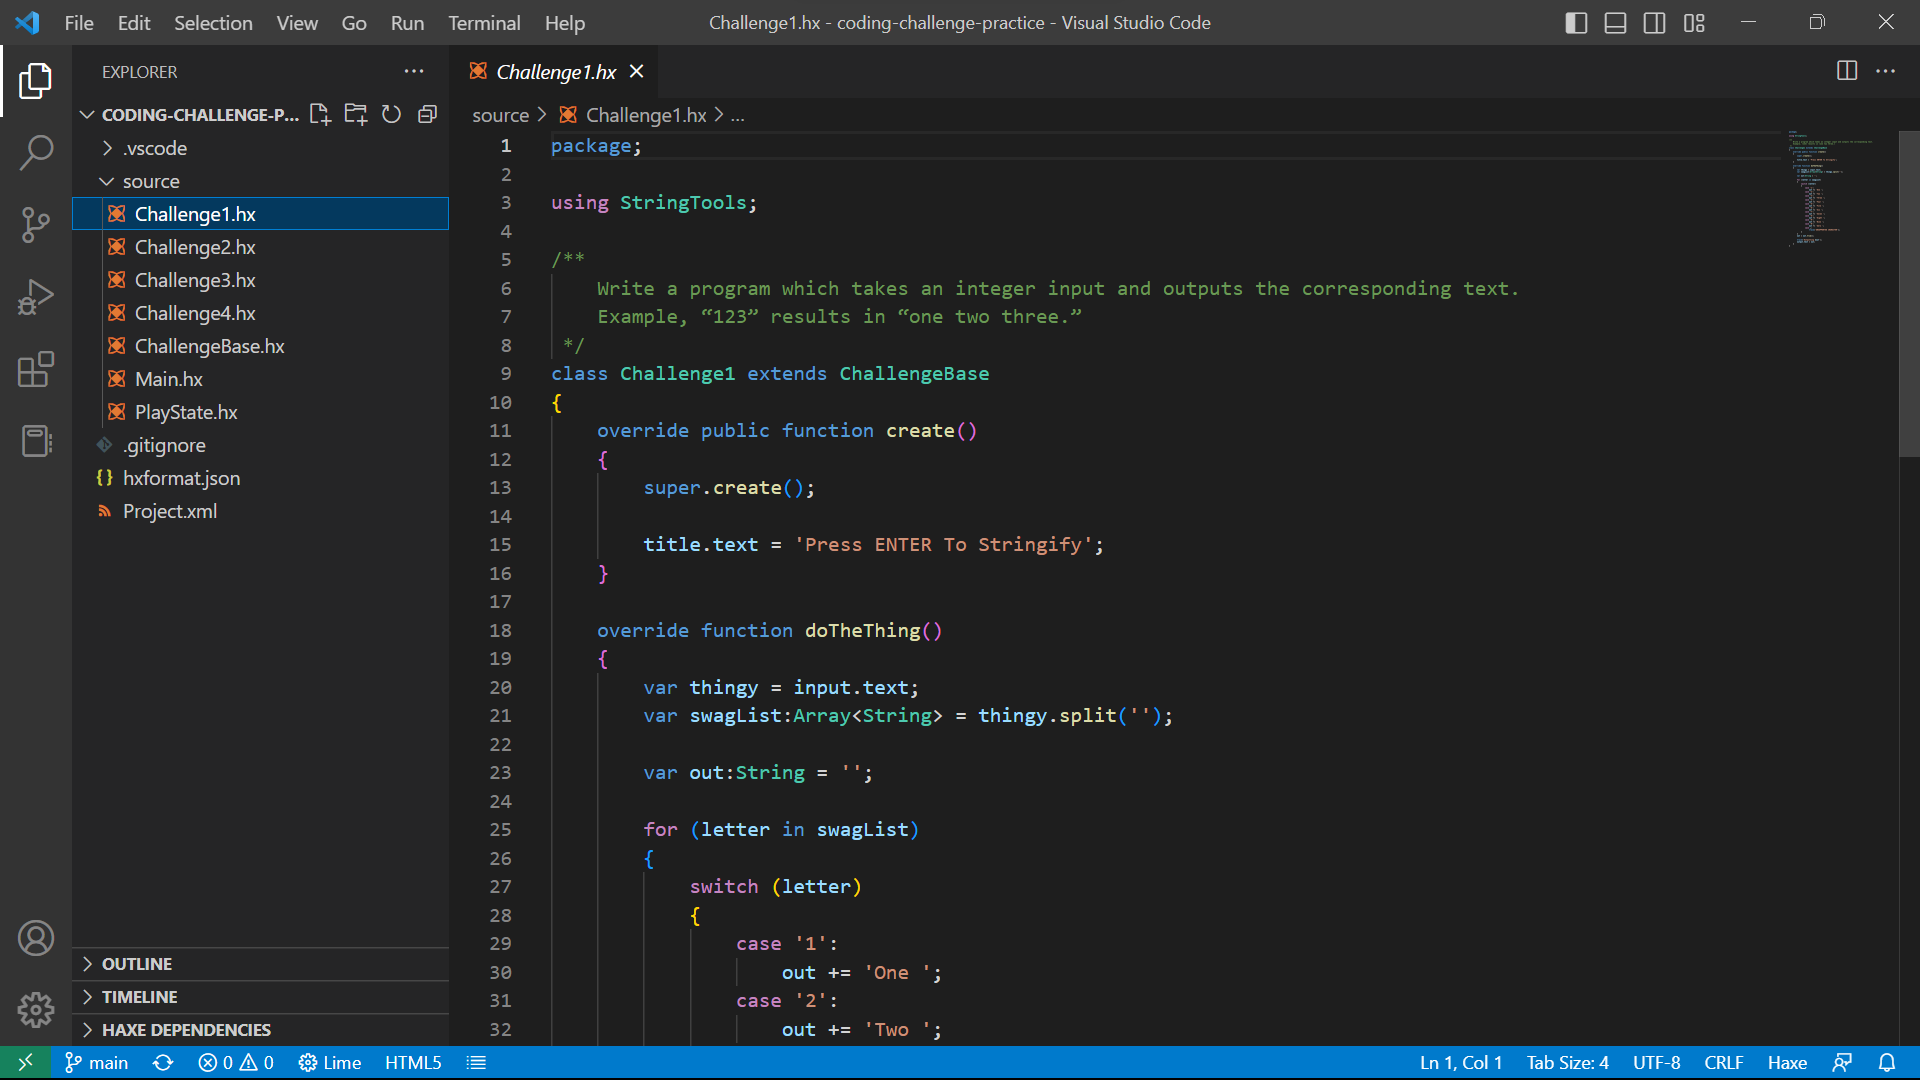 File Edit Selection View Go Run Terminal Help
Challenge1.hx - coding-challenge-practice - Visual Studio Code
EXPLORER
CODING-CHALLENGE-P...
.vscode
source
Challenge1.hx
Challenge2.hx
Challenge3.hx
Challenge4.hx
ChallengeBase.hx
Main.hx
PlayState.hx
.gitignore
{} hxformat.json
Project.xml
OUTLINE
TIMELINE
HAXE DEPENDENCIES
Challenge1.hx
source > Challenge1.hx > ...
1 package;
2
3 using StringTools;
4
5 /**
6 Write a program which takes an integer input and outputs the corresponding text.
7 Example, “123” results in “one two three.”
8 */
9 class Challenge1 extends ChallengeBase
10 {
11 override public function create()
12 {
13 super.create();
14
15 title.text = 'Press ENTER To Stringify';
16 }
17
18 override function doTheThing()
19 {
20 var thingy = input.text;
21 var swagList:Array<String> = thingy.split('');
22
23 var out:String = '';
24
25 for (letter in swagList)
26 {
27 switch (letter)
28 {
29 case '1':
30 out += 'One ';
31 case '2':
32 out += 'Two ';
main 0 0 Lime HTML5
Ln 1, Col 1 Tab Size: 4 UTF-8 CRLF Haxe